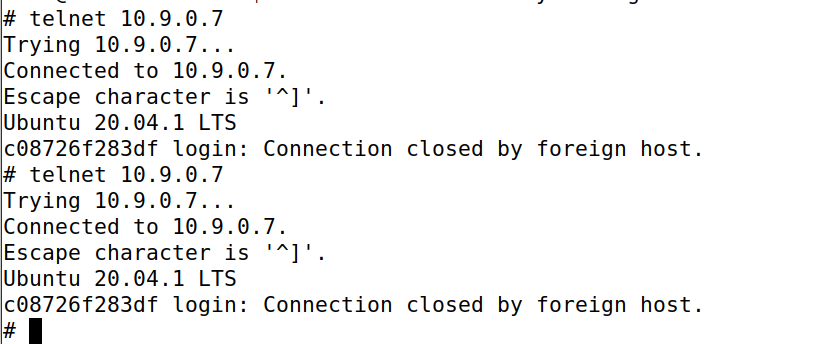 # telnet 10.9.0.7
Trying 10.9.0.7...
Connected to 10.9.0.7.
Escape character is '^]'.
Ubuntu 20.04.1 LTS
c08726f283df login: Connection closed by foreign host.
# telnet 10.9.0.7
Trying 10.9.0.7...
Connected to 10.9.0.7.
Escape character is '^]'.
Ubuntu 20.04.1 LTS
c08726f283df login: Connection closed by foreign host.
#